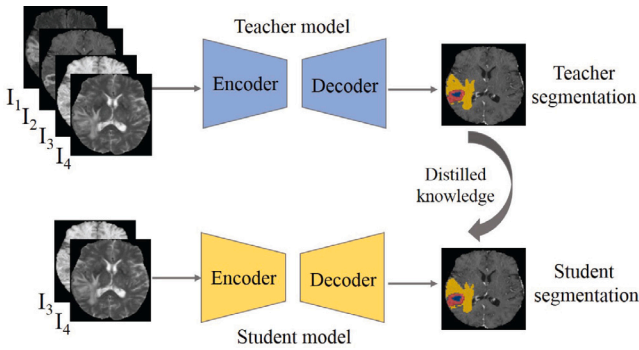 Teacher model
I1
I2
I3
I4
Encoder
Decoder
Teacher
segmentation
Distilled
knowledge
I3
I4
Encoder
Decoder
Student
segmentation
Student model